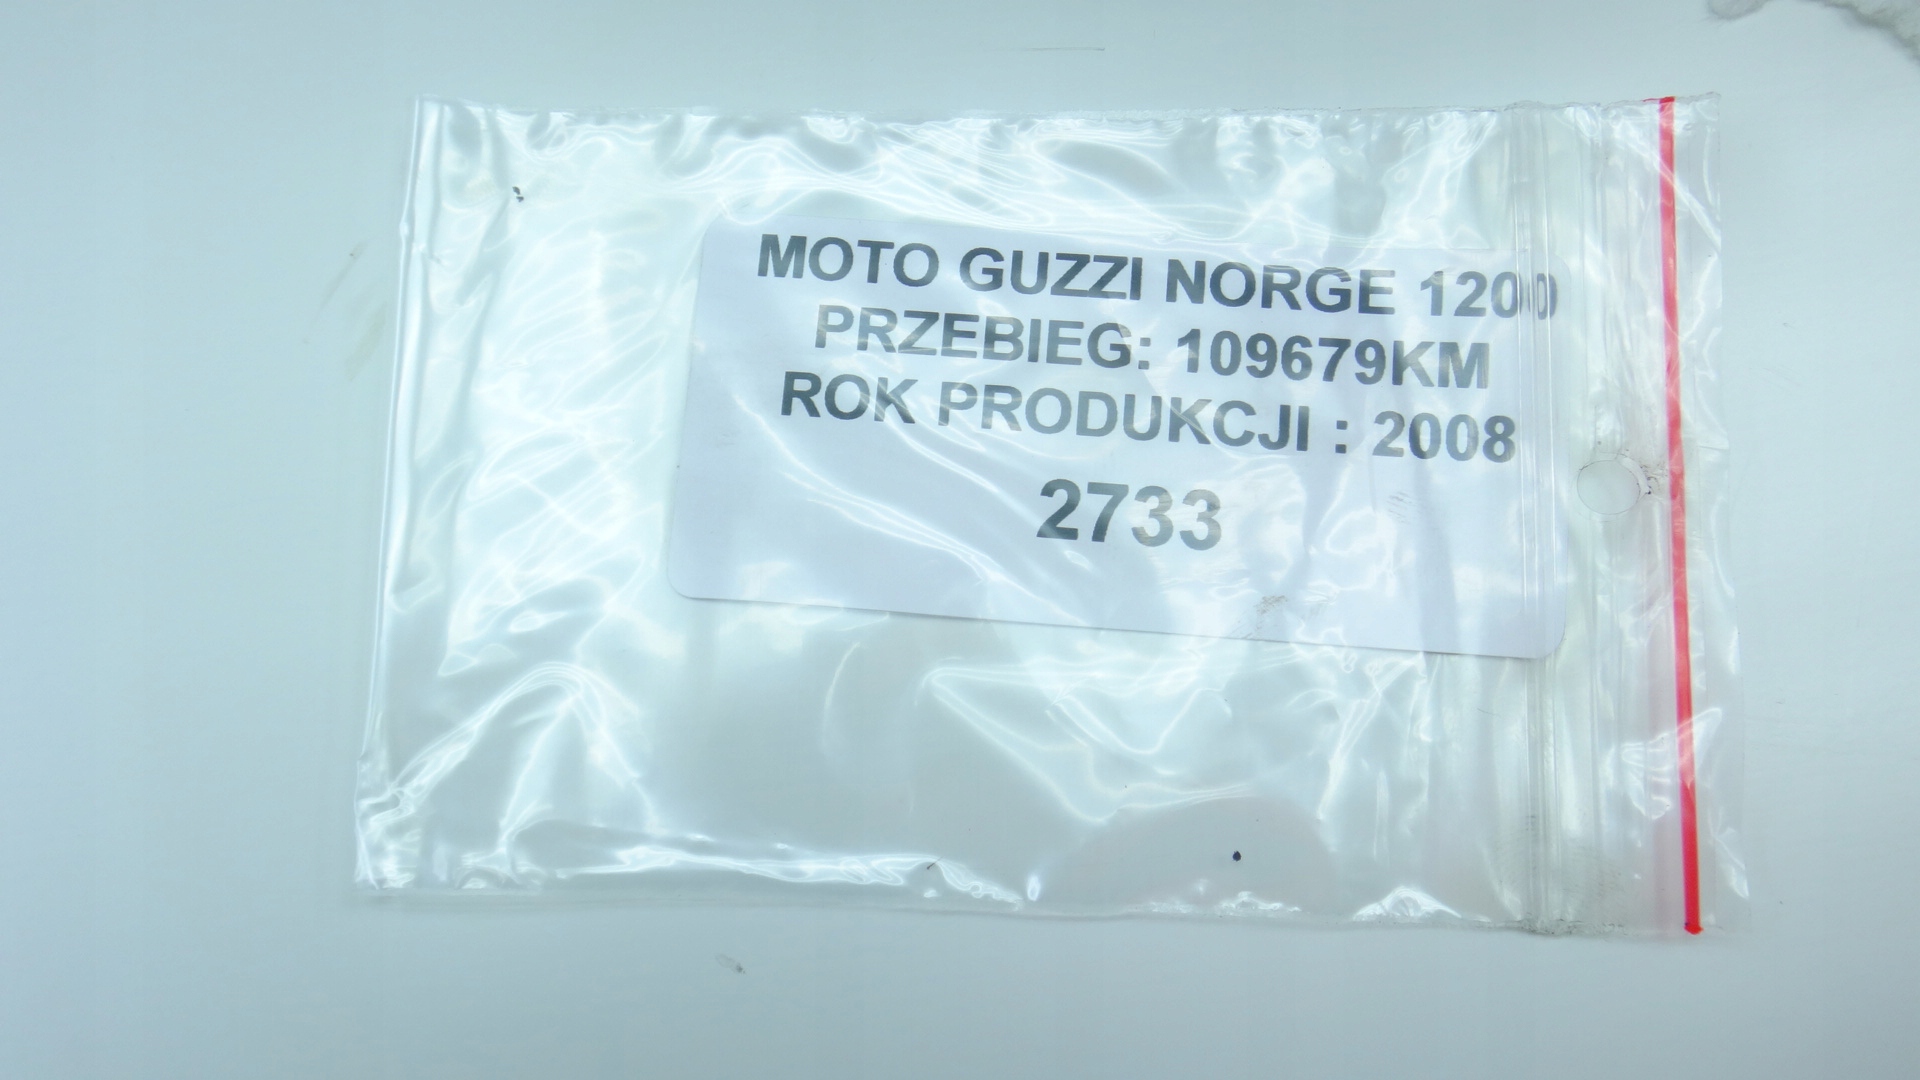 MOTO GUZZI NORGE 1200
PRZEBIEG: 109679KM
ROK PRODUKCJI : 2008
2733